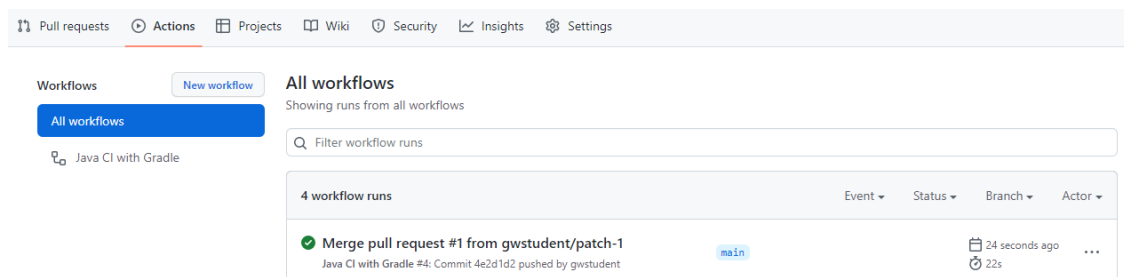 Pull requests Actions Projects Wiki Security Insights Settings
Workflows New workflow
All workflows
Java CI with Gradle
All workflows
Showing runs from all workflows
Filter workflow runs
4 workflow runs Event Status Branch Actor
Merge pull request #1 from gwstudent/patch-1
Java CI with Gradle #4: Commit 4e2d1d2 pushed by gwstudent
main
24 seconds ago
22s